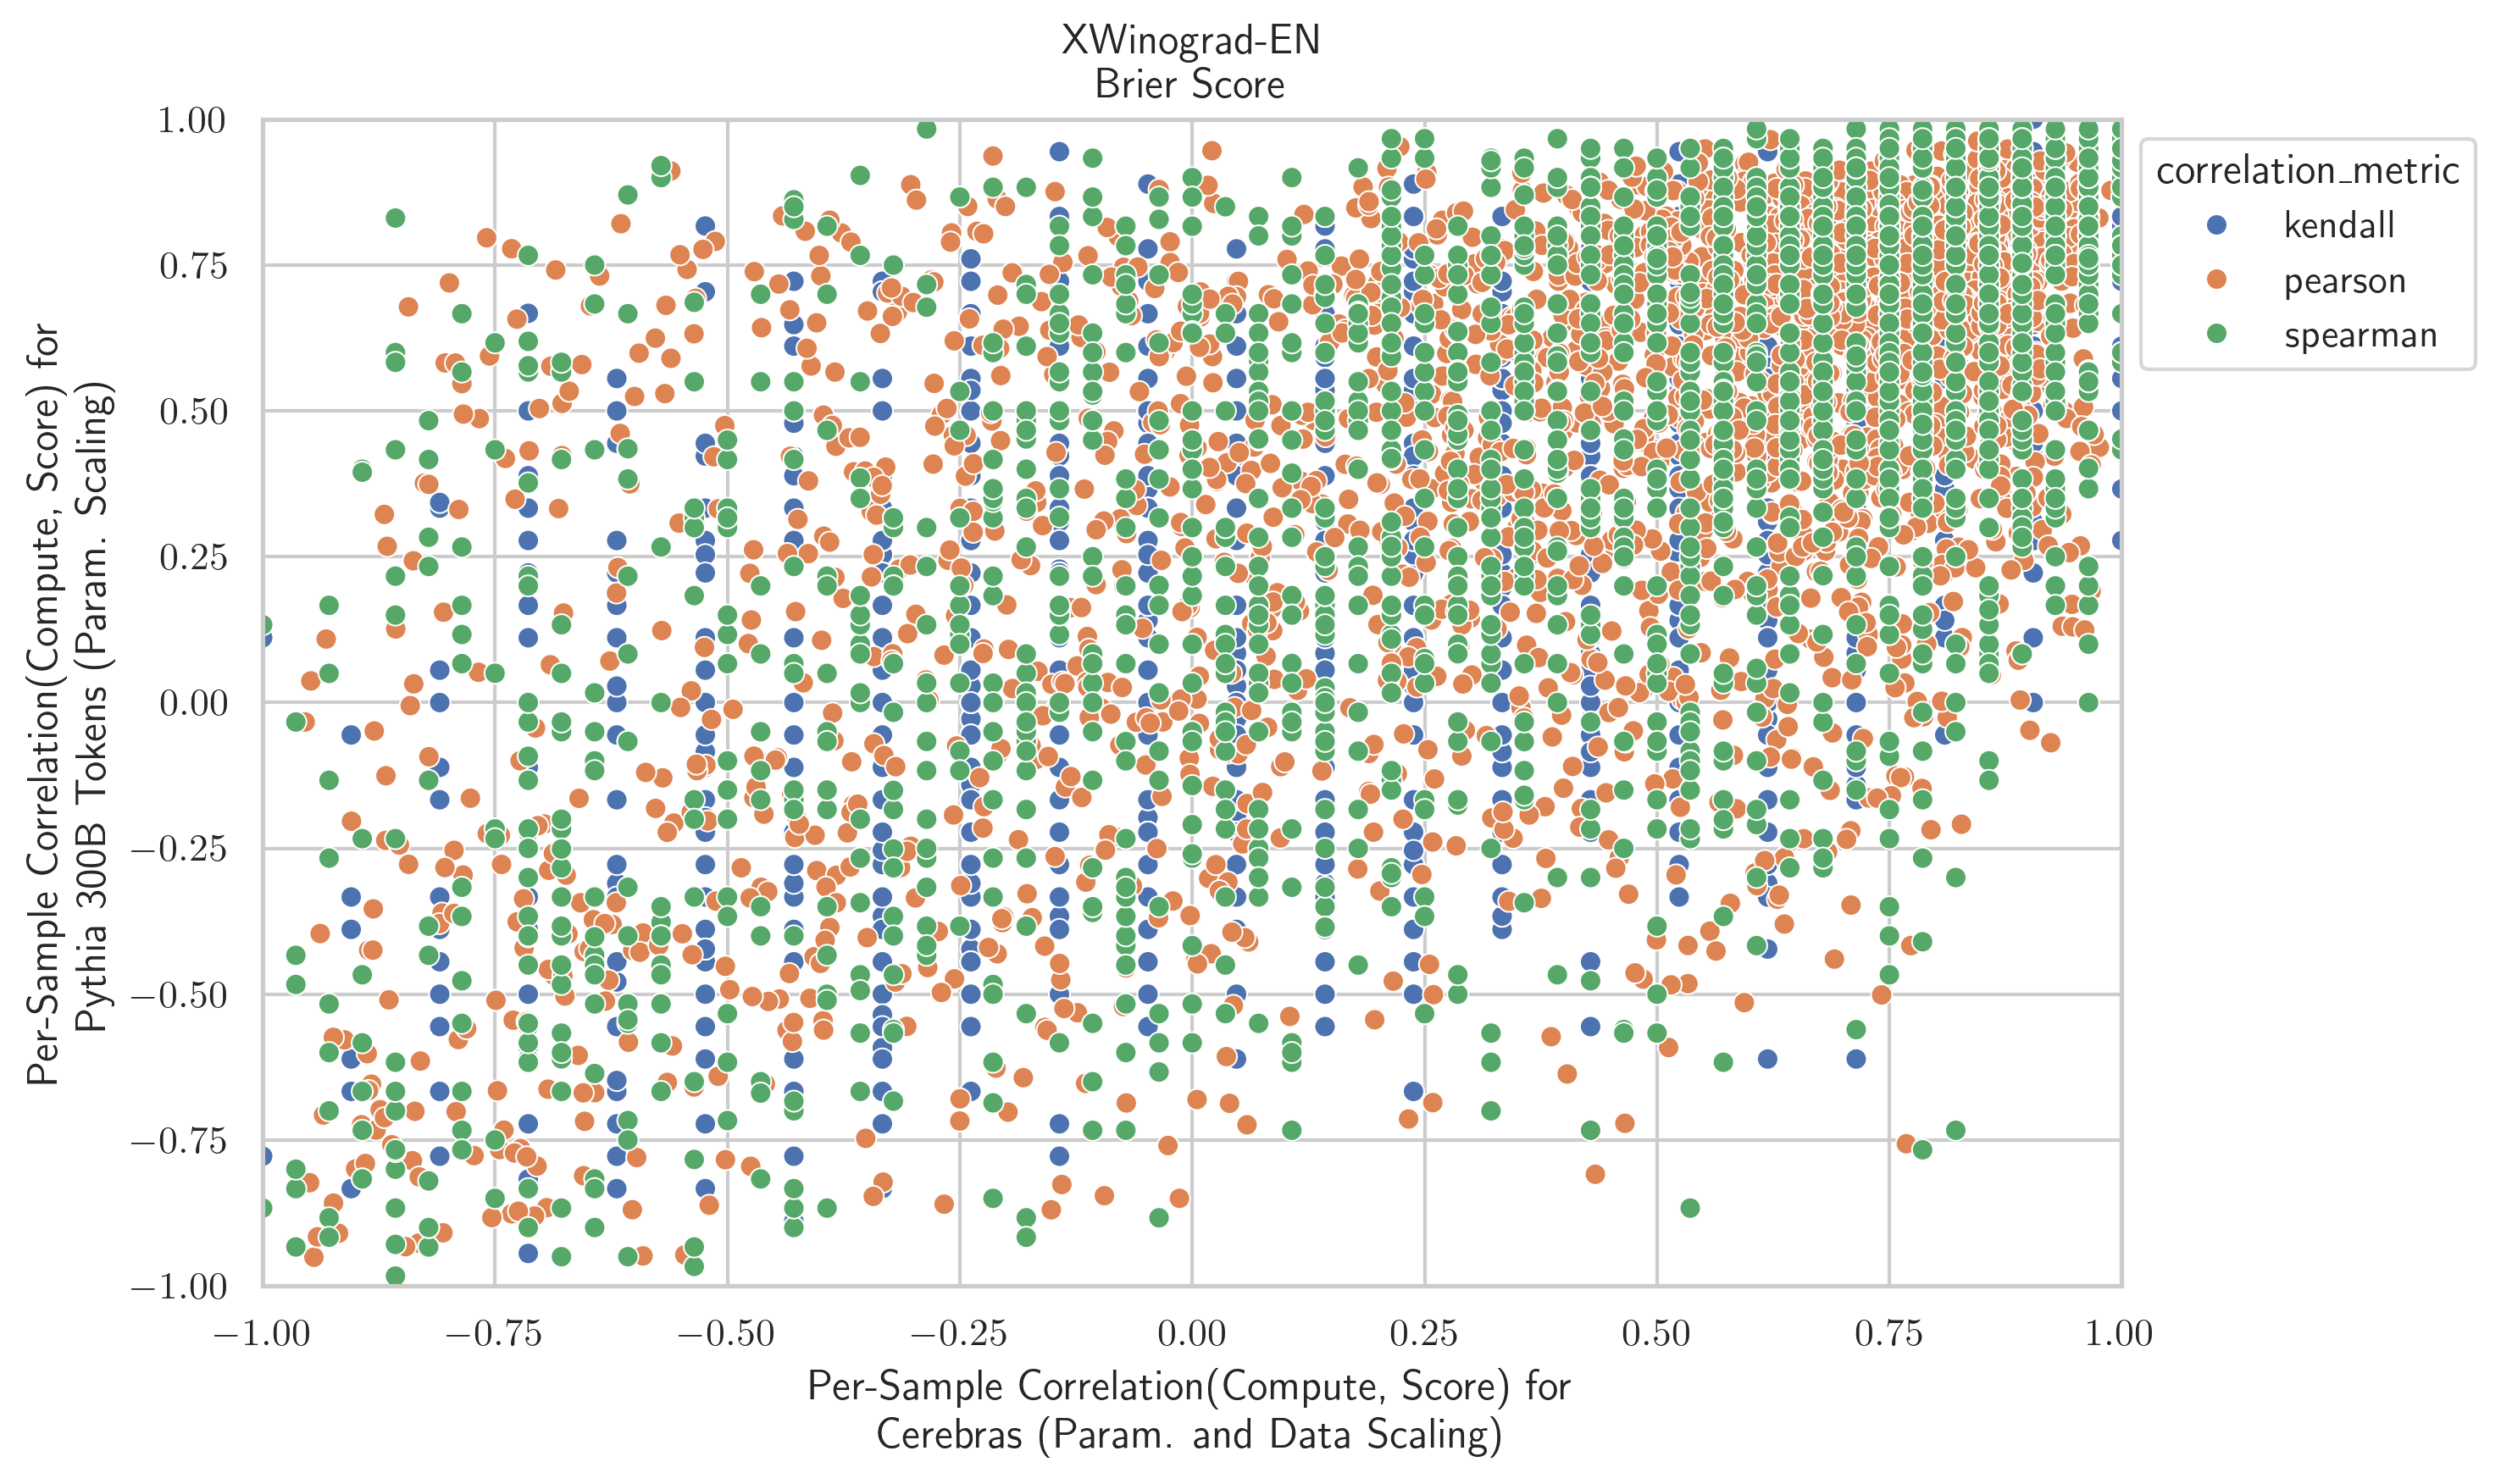 XWinograd-EN
Brier Score
Per-Sample Correlation(Compute, Score) for
Pythia 300B Tokens (Param. Scaling)
1.00
0.75
0.50
0.25
0.00
−0.25
−0.50
−0.75
−1.00
−1.00 −0.75 −0.50 −0.25 0.00 0.25 0.50 0.75 1.00
Per-Sample Correlation(Compute, Score) for
Cerebras (Param. and Data Scaling)
correlation_metric
kendall
pearson
spearman